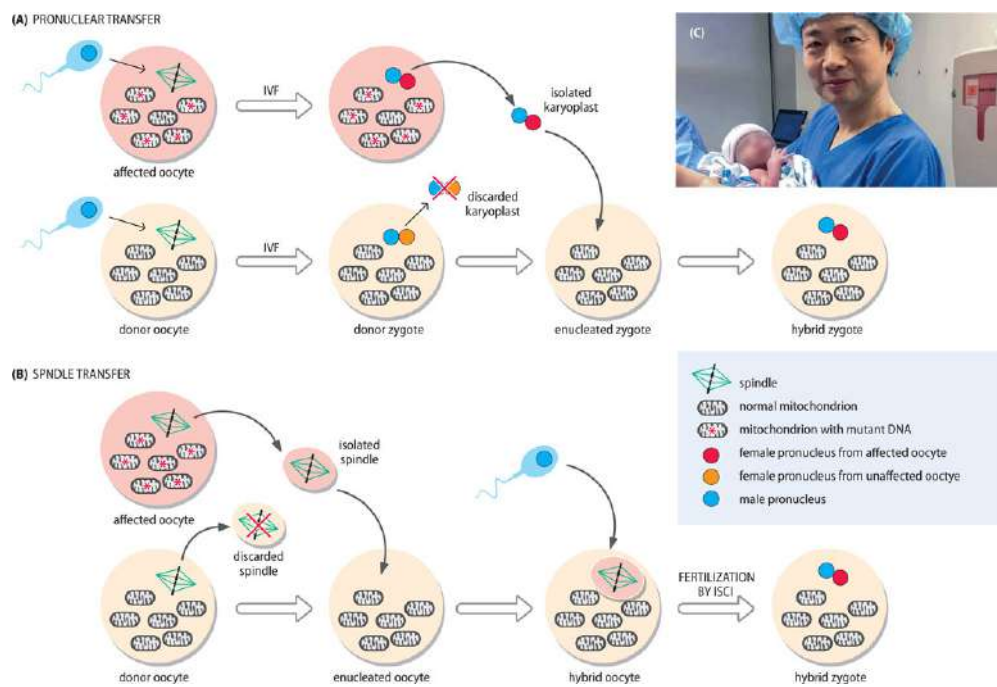 (A) PRONUCLEAR TRANSFER
(C)
IVF
isolated
karyoplast
affected oocyte
discarded
karyoplast
IVF
donor oocyte
donor zygote
enucleated zygote
hybrid zygote
(B) SPNDLE TRANSFER
spindle
normal mitochondrion
mitochondrion with mutant DNA
female pronucleus from affected oocyte
female pronucleus from unaffected oocyte
male pronucleus
isolated
spindle
affected oocyte
discarded
spindle
FERTILIZATION
BY ISCI
donor oocyte
enucleated oocyte
hybrid oocyte
hybrid zygote